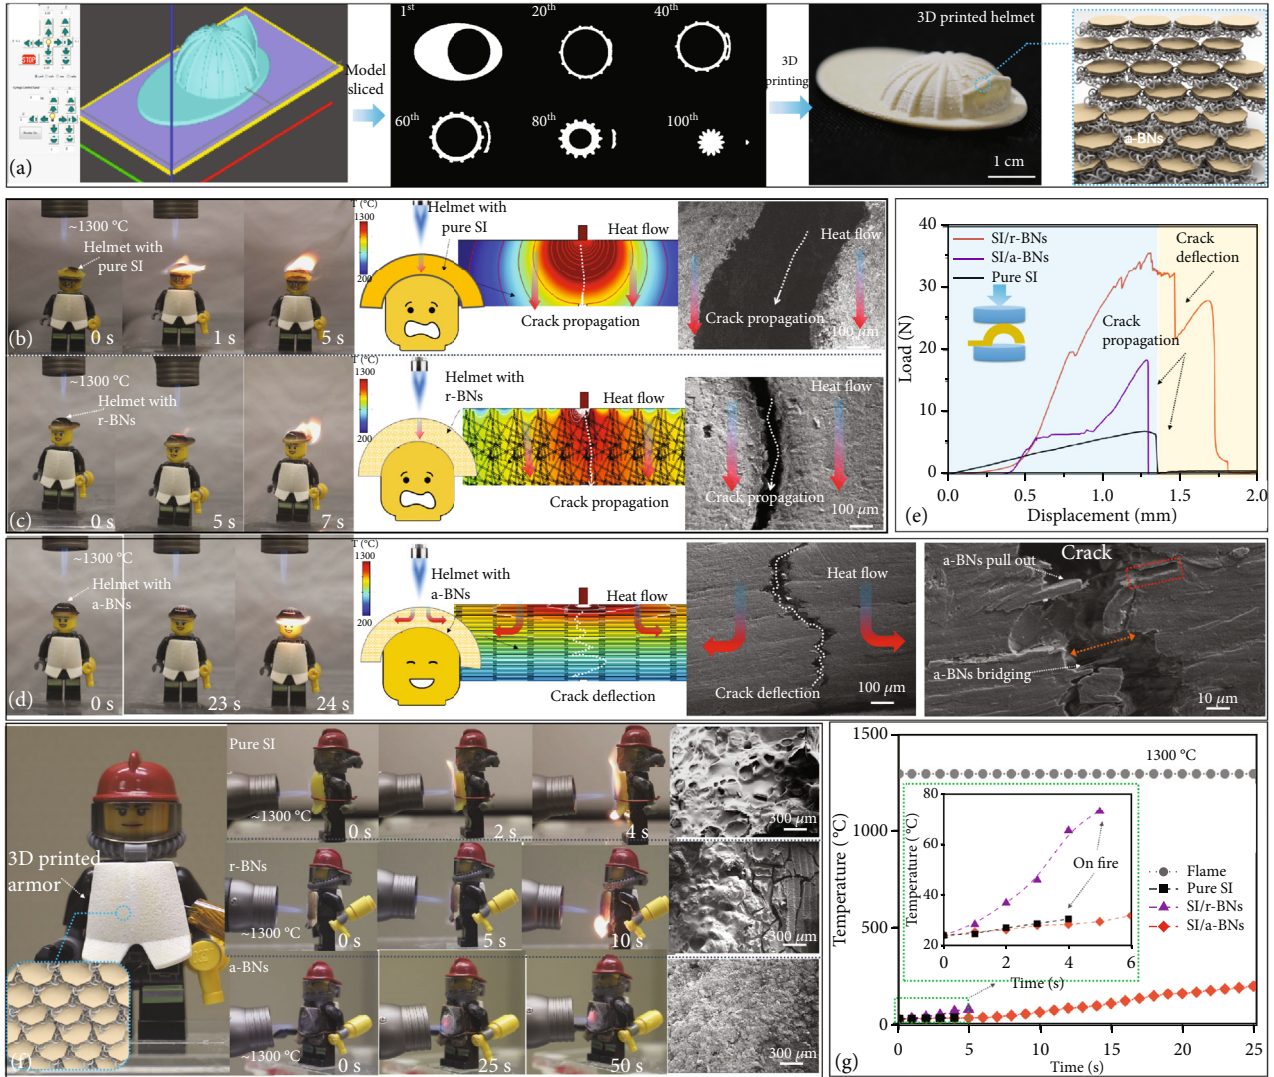 1st
20th
40th
3D printed helmet
STOP
Model
sliced
3D
printing
60th
80th
100th
1 cm
a-BNs
(a)
~1300 °C
Helmet with
pure SI
0 s
1 s
5 s
(b)
T (°C)
1300
200
Helmet with
pure SI
Heat flow
Crack propagation
Heat flow
Crack propagation
100 μm
~1300 °C
Helmet with
r-BNs
0 s
5 s
7 s
(c)
T (°C)
1300
200
Helmet with
r-BNs
Heat flow
Crack propagation
Heat flow
Crack propagation
100 μm
40
30
20
10
0
Load (N)
SI/r-BNs
SI/a-BNs
Pure SI
Crack
deflection
Crack
propagation
0.0
0.5
1.0
1.5
2.0
Displacement (mm)
(e)
~1300 °C
Helmet with
a-BNs
0 s
23 s
24 s
(d)
T (°C)
1300
200
Helmet with
a-BNs
Heat flow
Crack deflection
Heat flow
Crack deflection
100 μm
Crack
a-BNs pull out
a-BNs bridging
10 μm
3D printed
armor
(f)
Pure SI
~1300 °C
0 s
2 s
4 s
300 μm
r-BNs
~1300 °C
0 s
5 s
10 s
300 μm
a-BNs
~1300 °C
0 s
25 s
50 s
300 μm
1500
1000
500
0
Temperature (°C)
1300 °C
80
60
40
20
Temperature (°C)
On fire
0
2
4
6
Time (s)
Flame
Pure SI
SI/r-BNs
SI/a-BNs
0
5
10
15
20
25
Time (s)
(g)